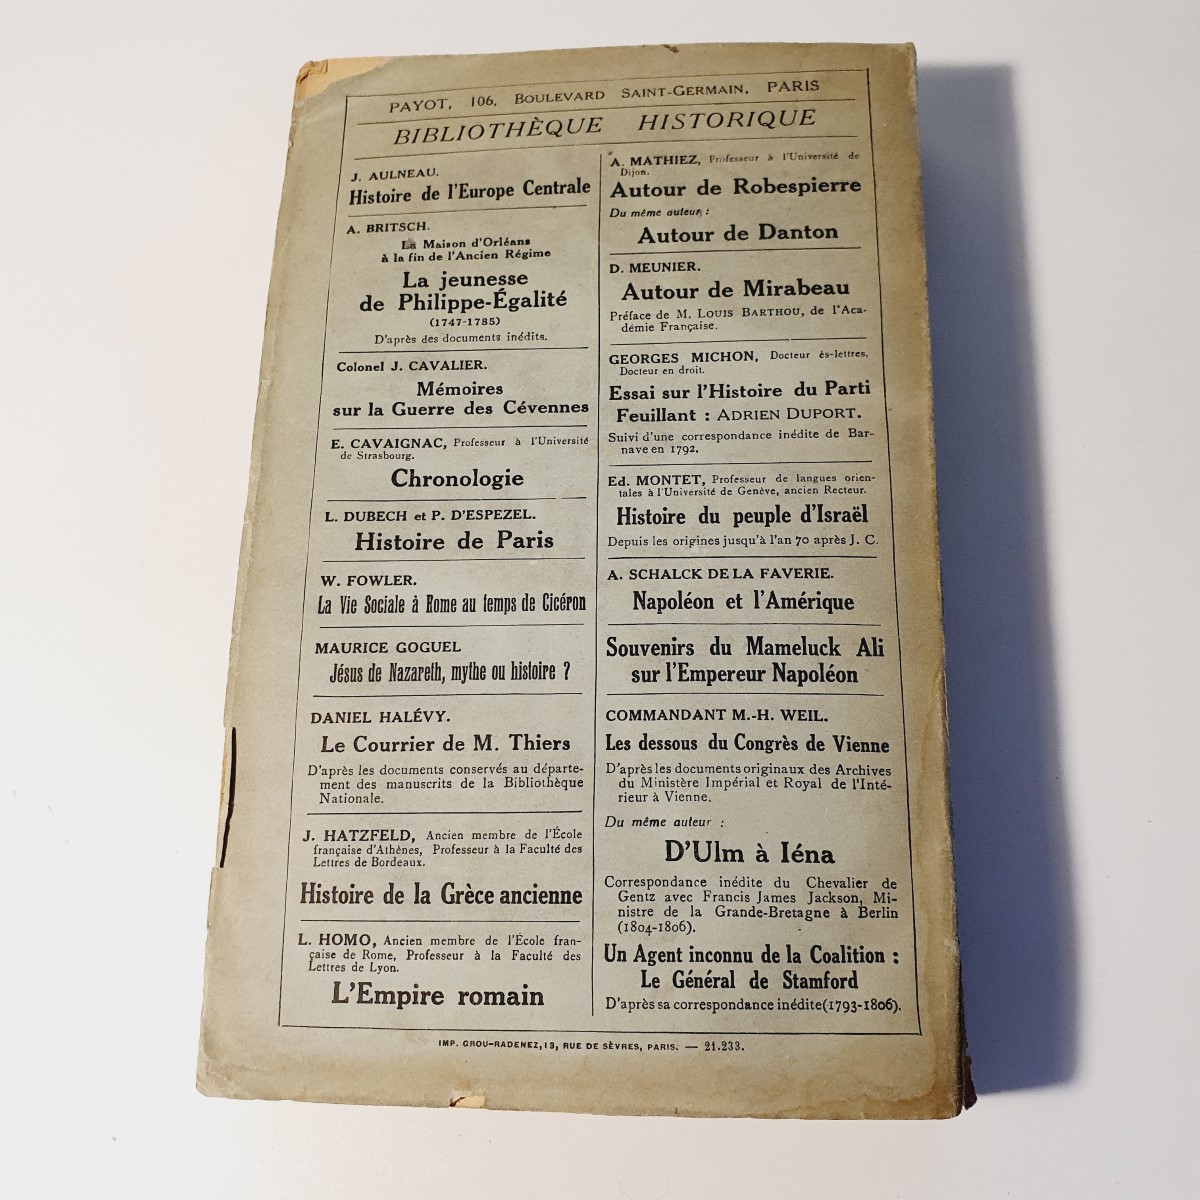 PAYOT, 106, BOULEVARD SAINT-GERMAIN, PARIS
BIBLIOTHÈQUE HISTORIQUE
J. AULNEAU.
Histoire de l'Europe Centrale
A. BRITSCH.
La Maison d'Orléans
à la fin de l'Ancien Régime
La jeunesse
de Philippe-Égalité
(1747-1785)
D'après des documents inédits.
Colonel J. CAVALIER.
Mémoires
sur la Guerre des Cévennes
E. CAVAIGNAC, Professeur à l'Université
de Strasbourg.
Chronologie
L. DUBECH et P. D'ESPEZEL.
Histoire de Paris
W. FOWLER.
La Vie Sociale à Rome au temps de Cicéron
MAURICE GOGUEL
Jésus de Nazareth, mythe ou histoire ?
DANIEL HALÉVY.
Le Courrier de M. Thiers
D'après les documents conservés au départe-
ment des manuscrits de la Bibliothèque
Nationale.
J. HATZFELD, Ancien membre de l'École
française d'Athènes, Professeur à la Faculté des
Lettres de Bordeaux.
Histoire de la Grèce ancienne
L. HOMO, Ancien membre de l'École fran-
çaise de Rome, Professeur à la Faculté des
Lettres de Lyon.
L'Empire romain
A. MATHIEZ, Professeur à l'Université de
Dijon.
Autour de Robespierre
Du même auteur :
Autour de Danton
D. MEUNIER.
Autour de Mirabeau
Préface de M. LOUIS BARTHOU, de l'Aca-
démie Française.
GEORGES MICHON, Docteur ès-lettres,
Docteur en droit.
Essai sur l'Histoire du Parti
Feuillant : ADRIEN DUPORT.
Suivi d'une correspondance inédite de Bar-
nave en 1792.
Ed. MONTET, Professeur de langues orien-
tales à l'Université de Genève, ancien Recteur.
Histoire du peuple d'Israël
Depuis les origines jusqu'à l'an 70 après J. C.
A. SCHALCK DE LA FAVERIE.
Napoléon et l'Amérique
Souvenirs du Mameluck Ali
sur l'Empereur Napoléon
COMMANDANT M.-H. WEIL.
Les dessous du Congrès de Vienne
D'après les documents originaux des Archives
du Ministère Impérial et Royal de l'Inté-
rieur à Vienne.
Du même auteur :
D'Ulm à Iéna
Correspondance inédite du Chevalier de
Gentz avec Francis James Jackson, Mi-
nistre de la Grande-Bretagne à Berlin
(1804-1806).
Un Agent inconnu de la Coalition :
Le Général de Stamford
D'après sa correspondance inédite (1793-1806).
IMP. GROU-RADENEZ, 13, RUE DE SÈVRES, PARIS. — 21.233.